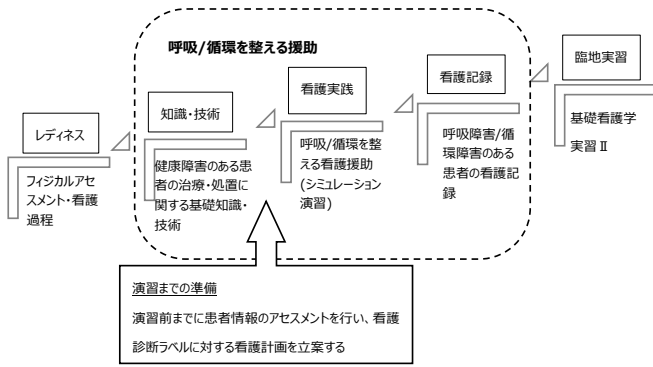 呼吸/循環を整える援助
レディネス
フィジカルアセ
スメント・看護
過程
知識・技術
健康障害のある患
者の治療・処置に
関する基礎知識・
技術
看護実践
呼吸/循環を整
える看護援助
(シミュレーション
演習)
看護記録
呼吸障害/循
環障害のある
患者の看護記
録
臨地実習
基礎看護学
実習Ⅱ
演習までの準備
演習前までに患者情報のアセスメントを行い、看護
診断ラベルに対する看護計画を立案する